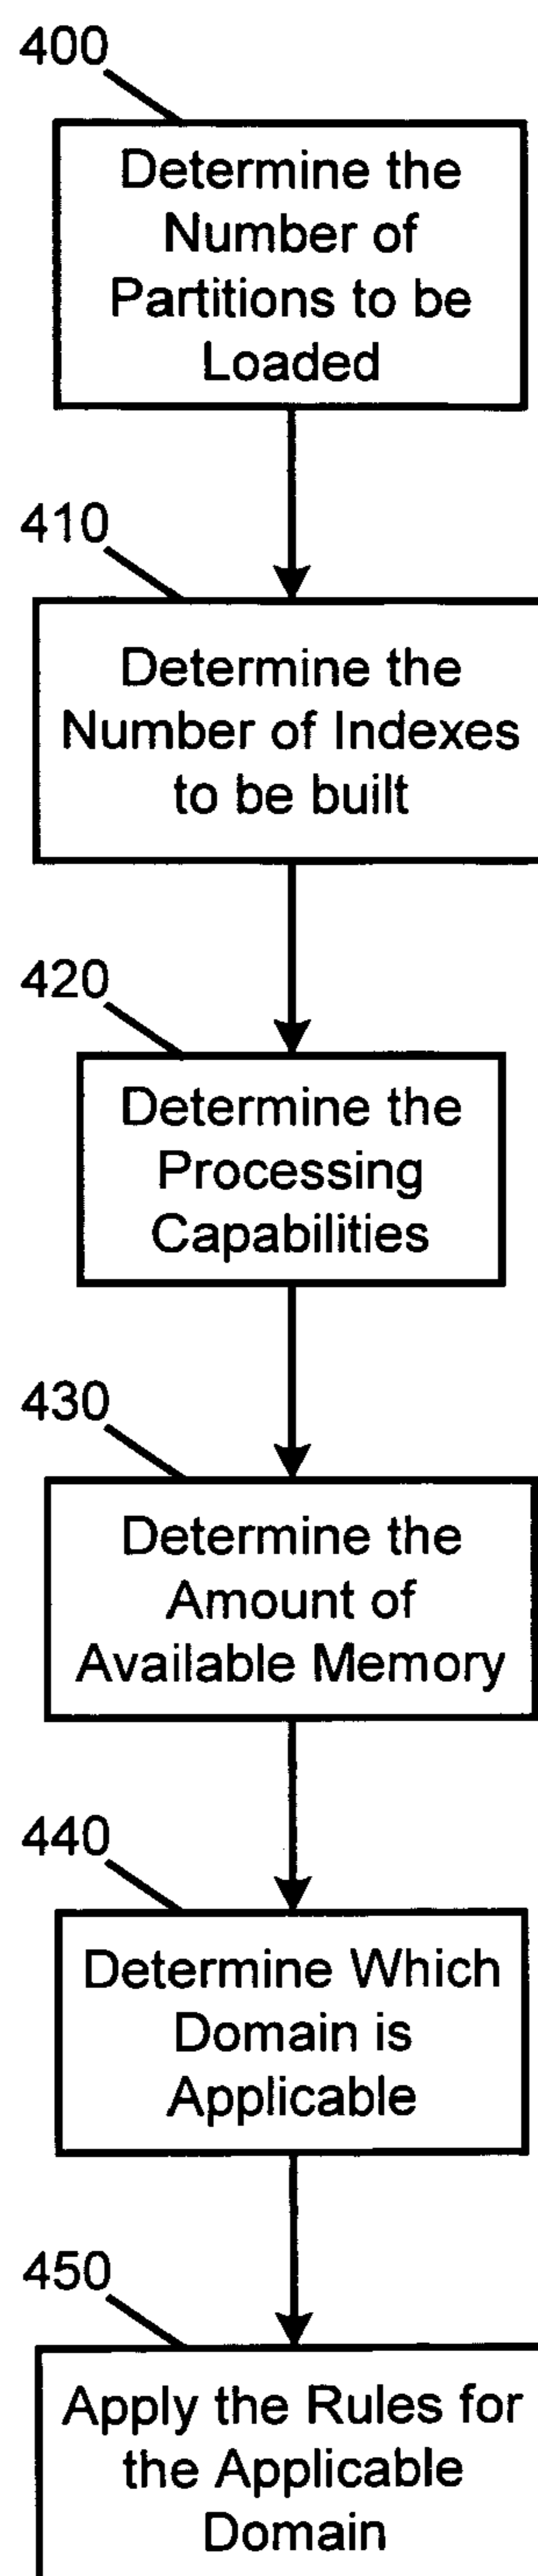 400
Determine the
Number of
Partitions to be
Loaded
410
Determine the
Number of Indexes
to be built
420
Determine the
Processing
Capabilities
430
Determine the
Amount of
Available Memory
440
Determine Which
Domain is
Applicable
450
Apply the Rules for
the Applicable
Domain